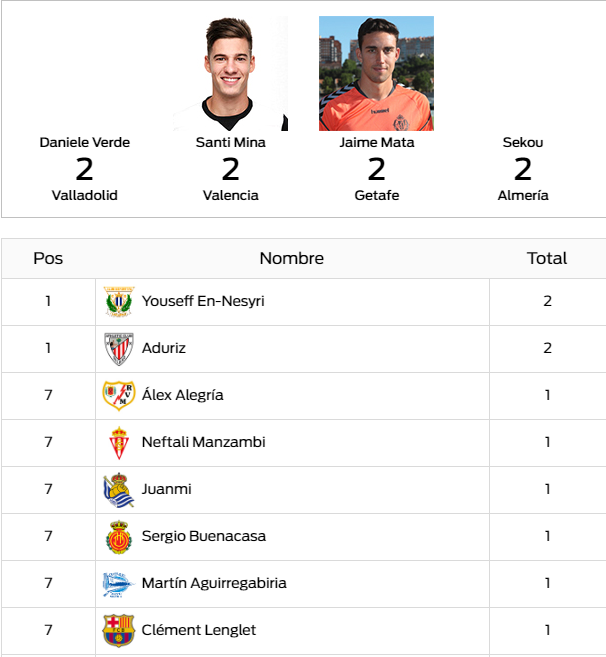 Daniele Verde Santi Mina Jaime Mata Sekou
2 2 2 2
Valladolid Valencia Getafe Almería
Pos Nombre Total
1 Youseff En-Nesyri 2
1 Aduriz 2
7 Álex Alegría 1
7 Neftali Manzambi 1
7 Juanmi 1
7 Sergio Buenacasa 1
7 Martín Aguirregabiria 1
7 Clément Lenglet 1